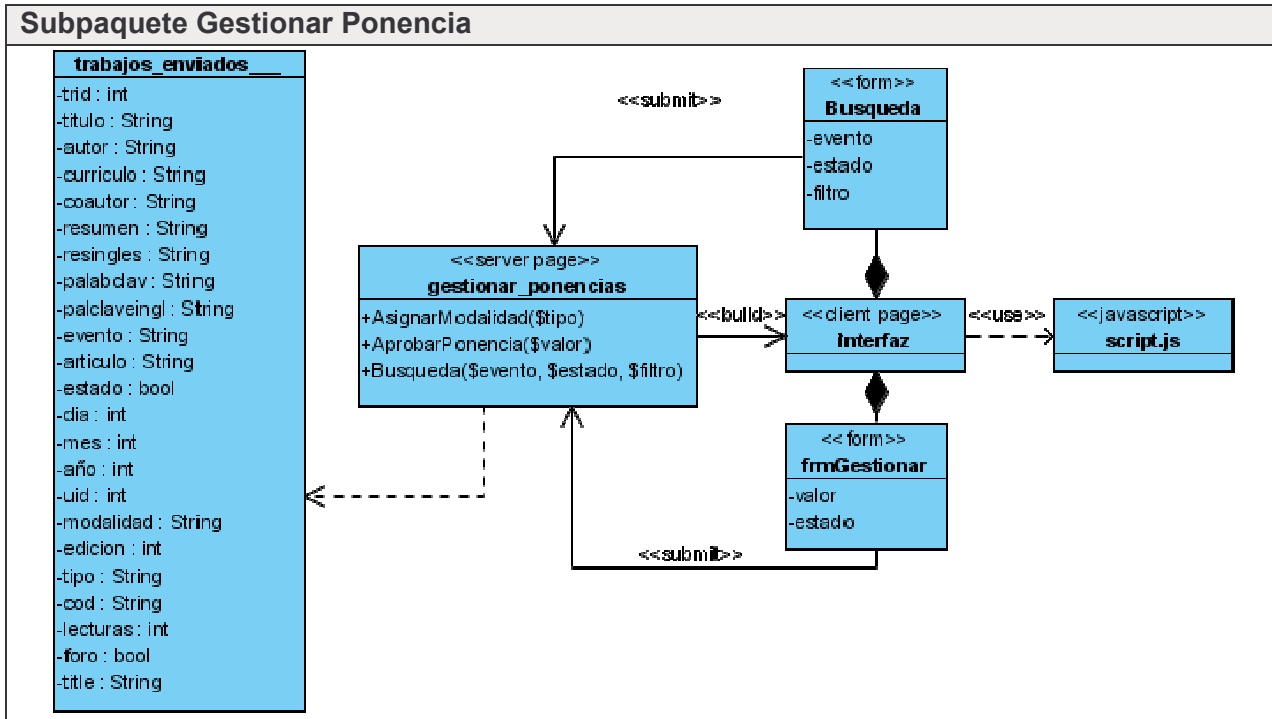 Subpaquete Gestionar Ponencia
trabajos_enviados___
-trid : int
-titulo : String
-autor : String
-curriculo : String
-coautor : String
-resumen : String
-resingles : String
-palabclav : String
-palclaveingl : String
-evento : String
-articulo : String
-estado : bool
-dia : int
-mes : int
-año : int
-uid : int
-modalidad : String
-edicion : int
-tipo : String
-cod : String
-lecturas : int
-foro : bool
-title : String
<<submit>>
<<form>>
Busqueda
-evento
-estado
-filtro
<<server page>>
gestionar_ponencias
+AsignarModalidad($tipo)
+AprobarPonencia($valor)
+Busqueda($evento, $estado, $filtro)
<<build>>
<<client page>>
Interfaz
<<use>>
<<javascript>>
script.js
<<form>>
frmGestionar
-valor
-estado
<<submit>>